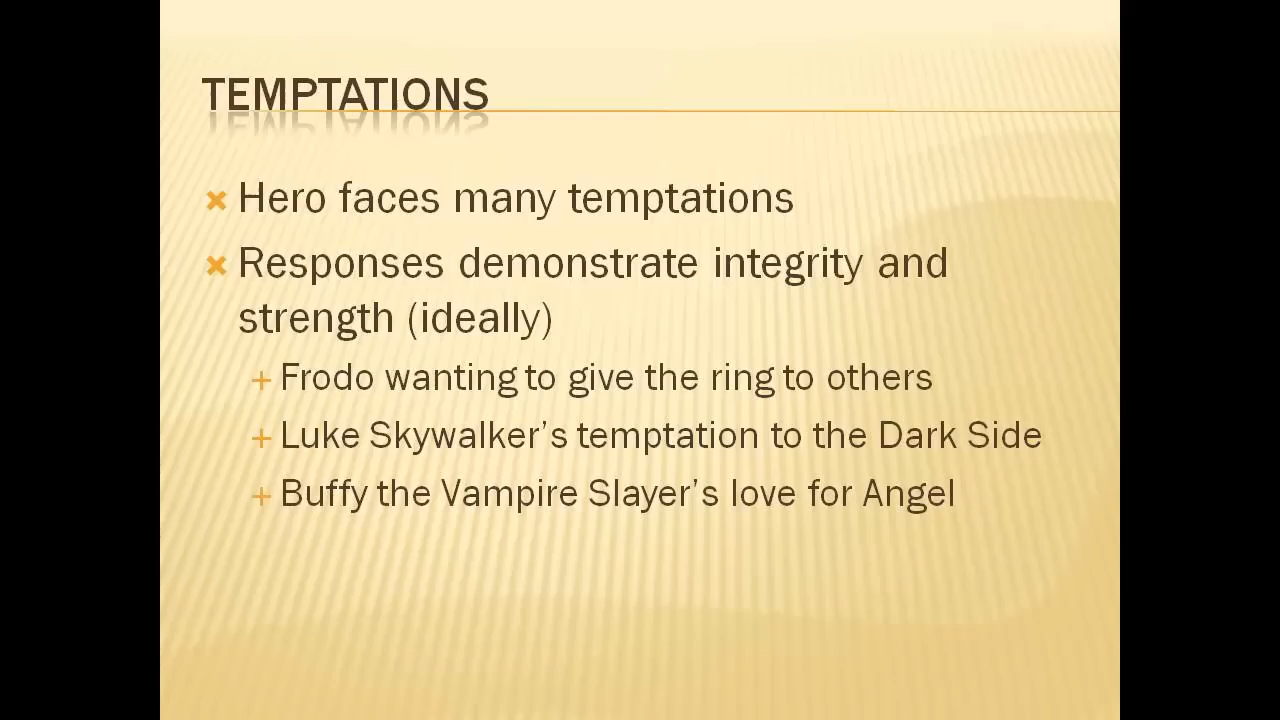 TEMPTATIONS
Hero faces many temptations
Responses demonstrate integrity and
strength (ideally)
Frodo wanting to give the ring to others
Luke Skywalker’s temptation to the Dark Side
Buffy the Vampire Slayer’s love for Angel